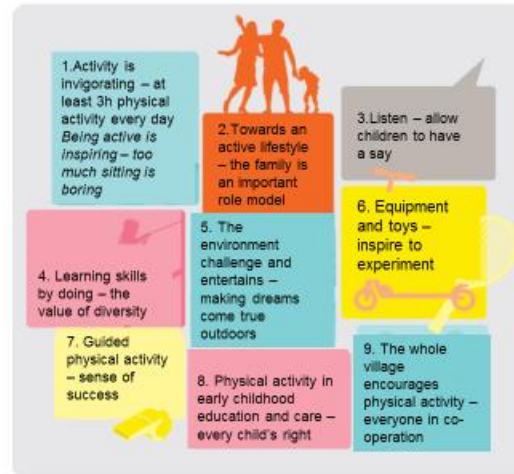 1.Activity is
invigorating – at
least 3h physical
activity every day
Being active is
inspiring – too
much sitting is
boring
2.Towards an
active lifestyle
– the family is
an important
role model
3.Listen – allow
children to have
a say
4. Learning skills
by doing – the
value of diversity
5. The
environment
challenge and
entertains –
making dreams
come true
outdoors
6. Equipment
and toys –
inspire to
experiment
7. Guided
physical activity
– sense of
success
8. Physical activity in
early childhood
education and care –
every child's right
9. The whole
village
encourages
physical activity –
everyone in co-
operation